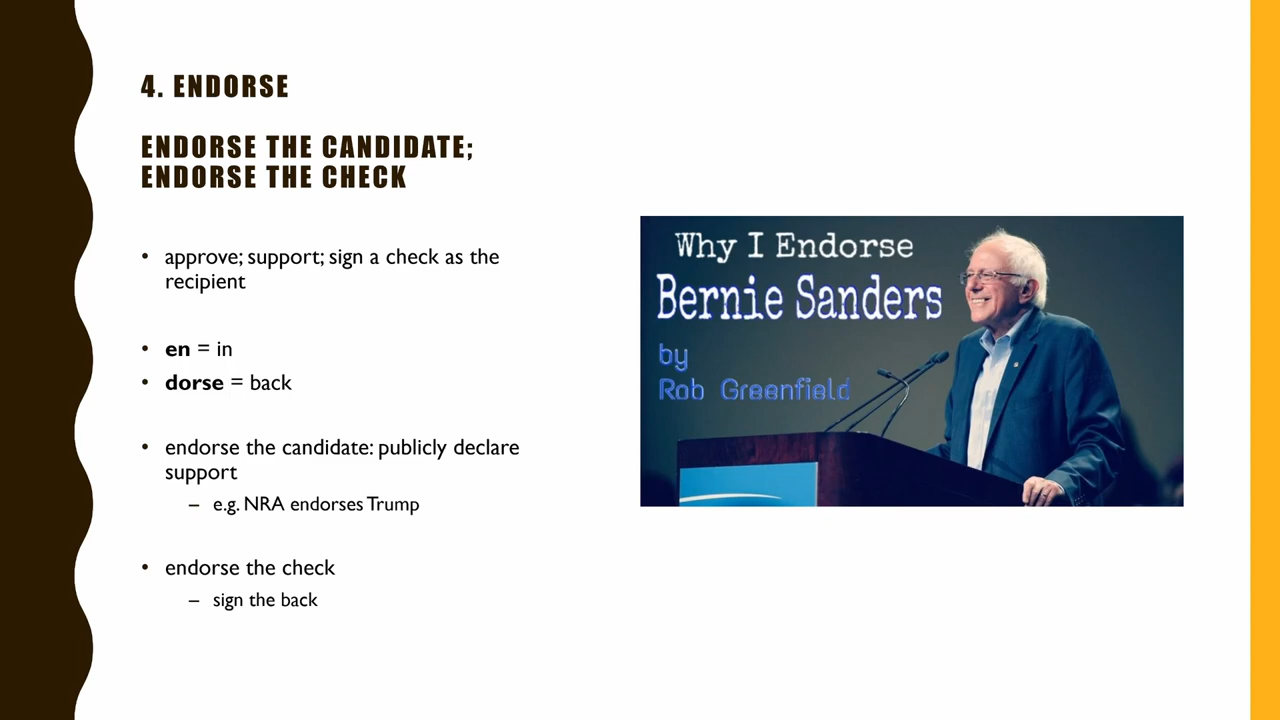 4. ENDORSE
ENDORSE THE CANDIDATE;
ENDORSE THE CHECK
• approve; support; sign a check as the
recipient
• en = in
• dorse = back
• endorse the candidate: publicly declare
support
– e.g. NRA endorses Trump
• endorse the check
– sign the back
Why I Endorse
Bernie Sanders
by
Rob Greenfield